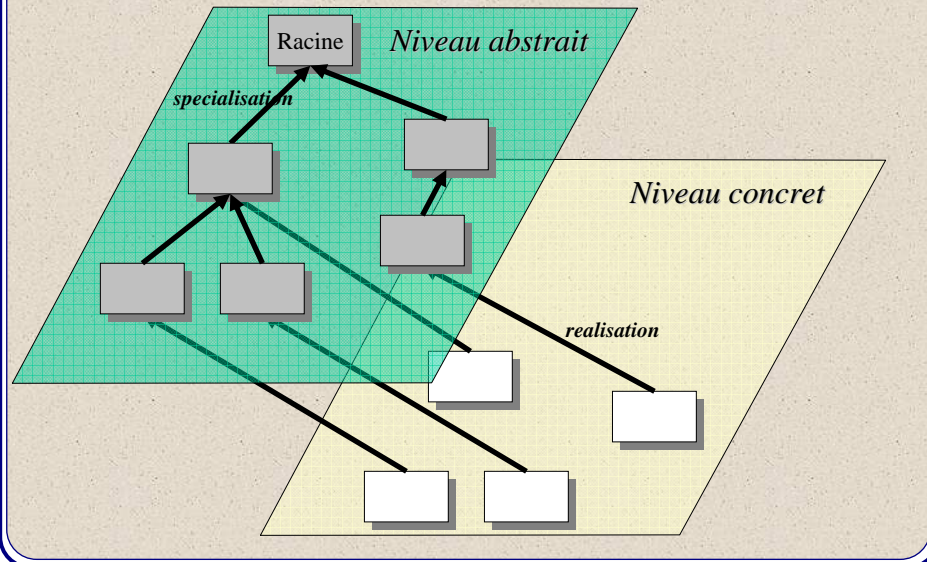 Racine
Niveau abstrait
specialisation
Niveau concret
realisation